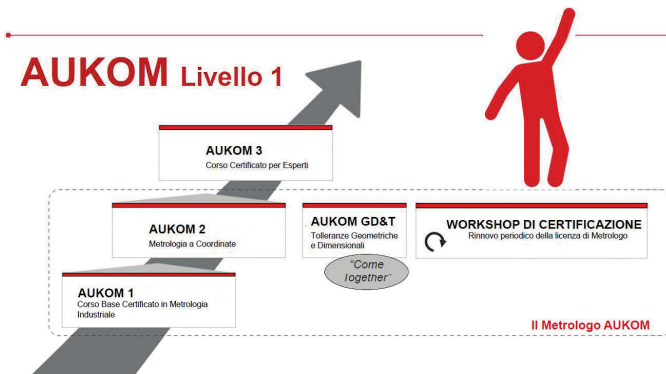 AUKOM Livello 1
AUKOM 3
Corso Certificato per Esperti
AUKOM 2
Metrologia a Coordinate
AUKOM GD&T
Tolleranze Geometriche
e Dimensionali
"Come
Together"
WORKSHOP DI CERTIFICAZIONE
Rinnovo periodico della licenza di Metrologo
AUKOM 1
Corso Base Certificato in Metrologia
Industriale
Il Metrologo AUKOM